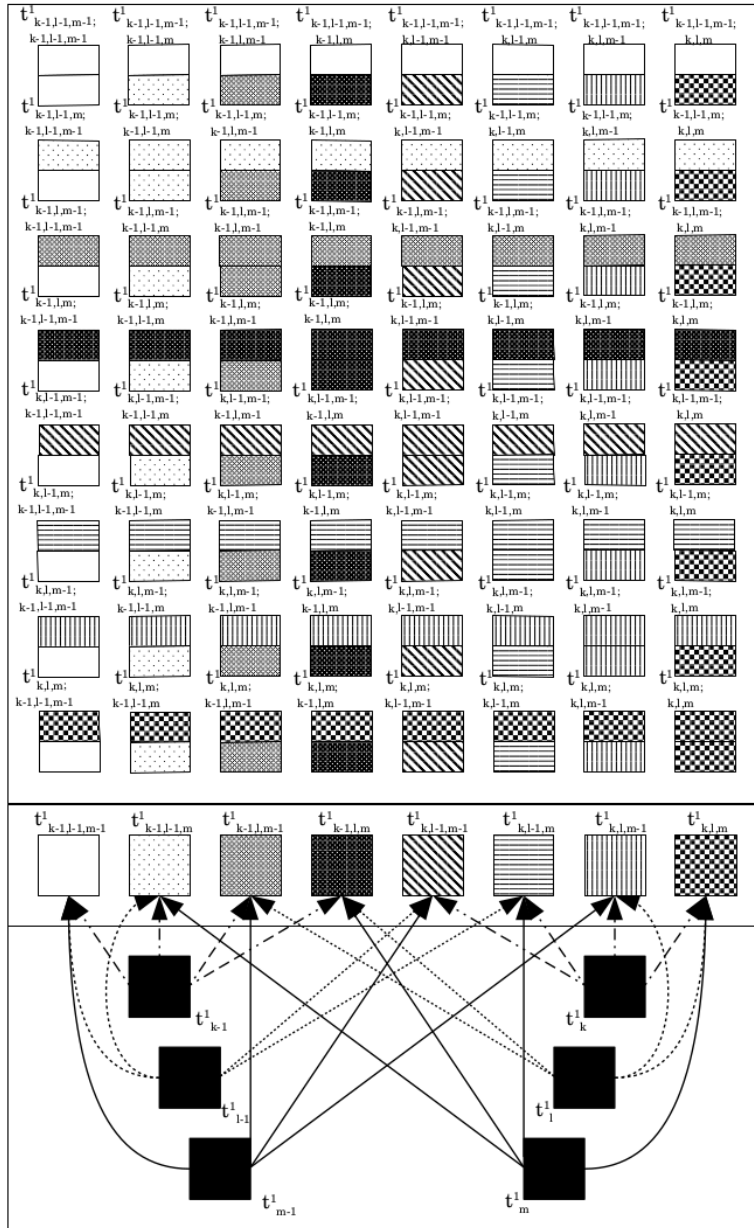 t¹k-1,l-1,m-1; t¹k-1,l-1,m-1; t¹k-1,l-1,m-1; t¹k-1,l-1,m-1; t¹k-1,l-1,m-1; t¹k-1,l-1,m-1; t¹k-1,l-1,m-1; t¹k-1,l-1,m-1;
k-1,l-1,m-1 k-1,l-1,m k-1,l,m-1 k-1,l,m k,l-1,m-1 k,l-1,m k,l,m-1 k,l,m
t¹k-1,l-1,m; t¹k-1,l-1,m; t¹k-1,l-1,m; t¹k-1,l-1,m; t¹k-1,l-1,m; t¹k-1,l-1,m; t¹k-1,l-1,m; t¹k-1,l-1,m;
k-1,l-1,m-1 k-1,l-1,m k-1,l,m-1 k-1,l,m k,l-1,m-1 k,l-1,m k,l,m-1 k,l,m
t¹k-1,l,m-1; t¹k-1,l,m-1; t¹k-1,l,m-1; t¹k-1,l,m-1; t¹k-1,l,m-1; t¹k-1,l,m-1; t¹k-1,l,m-1; t¹k-1,l,m-1;
k-1,l-1,m-1 k-1,l-1,m k-1,l,m-1 k-1,l,m k,l-1,m-1 k,l-1,m k,l,m-1 k,l,m
t¹k-1,l,m; t¹k-1,l,m; t¹k-1,l,m; t¹k-1,l,m; t¹k-1,l,m; t¹k-1,l,m; t¹k-1,l,m; t¹k-1,l,m;
k-1,l-1,m-1 k-1,l-1,m k-1,l,m-1 k-1,l,m k,l-1,m-1 k,l-1,m k,l,m-1 k,l,m
t¹k,l-1,m-1; t¹k,l-1,m-1; t¹k,l-1,m-1; t¹k,l-1,m-1; t¹k,l-1,m-1; t¹k,l-1,m-1; t¹k,l-1,m-1; t¹k,l-1,m-1;
k-1,l-1,m-1 k-1,l-1,m k-1,l,m-1 k-1,l,m k,l-1,m-1 k,l-1,m k,l,m-1 k,l,m
t¹k,l-1,m; t¹k,l-1,m; t¹k,l-1,m; t¹k,l-1,m; t¹k,l-1,m; t¹k,l-1,m; t¹k,l-1,m; t¹k,l-1,m;
k-1,l-1,m-1 k-1,l-1,m k-1,l,m-1 k-1,l,m k,l-1,m-1 k,l-1,m k,l,m-1 k,l,m
t¹k,l,m-1; t¹k,l,m-1; t¹k,l,m-1; t¹k,l,m-1; t¹k,l,m-1; t¹k,l,m-1; t¹k,l,m-1; t¹k,l,m-1;
k-1,l-1,m-1 k-1,l-1,m k-1,l,m-1 k-1,l,m k,l-1,m-1 k,l-1,m k,l,m-1 k,l,m
t¹k,l,m; t¹k,l,m; t¹k,l,m; t¹k,l,m; t¹k,l,m; t¹k,l,m; t¹k,l,m; t¹k,l,m;
k-1,l,m-1 k-1,l-1,m k-1,l,m-1 k-1,l,m k,l-1,m-1 k,l-1,m k,l,m-1 k,l,m
t¹k-1,l-1,m-1 t¹k-1,l-1,m t¹k-1,l,m-1 t¹k-1,l,m t¹k,l-1,m-1 t¹k,l-1,m t¹k,l,m-1 t¹k,l,m
t¹k-1 t¹k
t¹l-1 t¹l
t¹m-1 t¹m